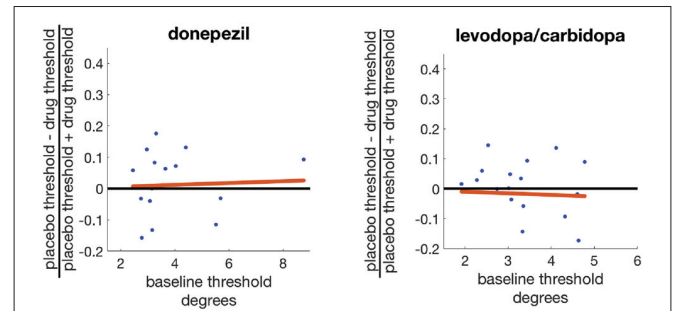 donepezil
placebo threshold - drug threshold
placebo threshold + drug threshold
0.4
0.3
0.2
0.1
0
-0.1
-0.2
2
4
6
8
baseline threshold
degrees
levodopa/carbidopa
placebo threshold - drug threshold
placebo threshold + drug threshold
0.4
0.3
0.2
0.1
0
-0.1
-0.2
2
3
4
5
6
baseline threshold
degrees